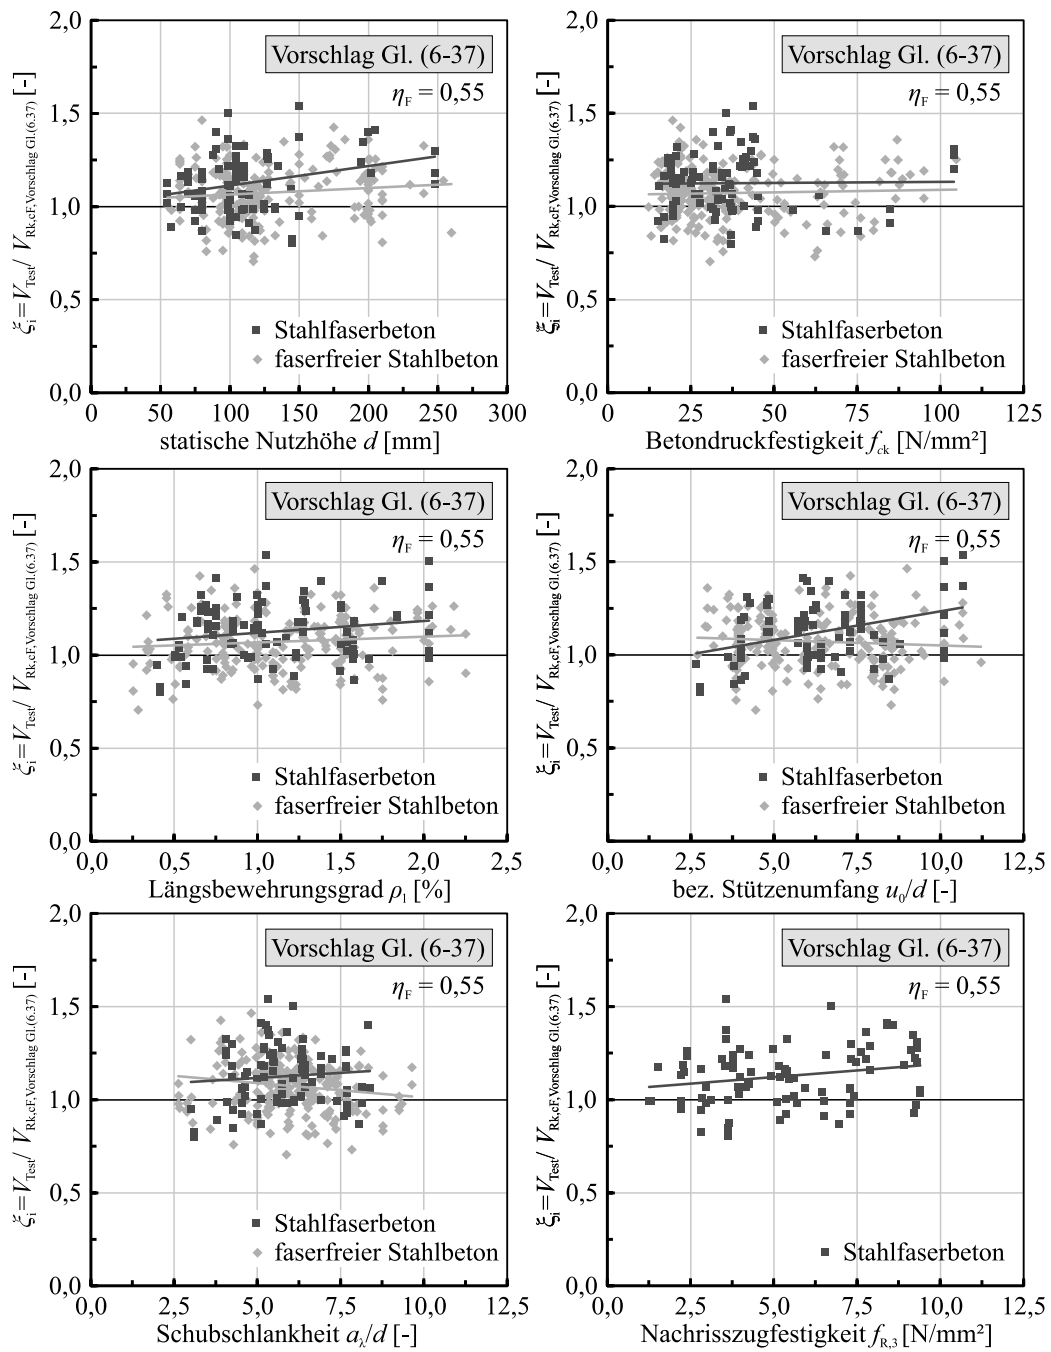 2,0
1,5
1,0
0,5
0,0
ξi = VTest / VRk,cF,Vorschlag Gl.(6.37) [-]
Vorschlag Gl. (6-37)
ηF = 0,55
Stahlfaserbeton
faserfreier Stahlbeton
0 50 100 150 200 250 300
statische Nutzhöhe d [mm]
2,0
1,5
1,0
0,5
0,0
ξi = VTest / VRk,cF,Vorschlag Gl.(6.37) [-]
Vorschlag Gl. (6-37)
ηF = 0,55
Stahlfaserbeton
faserfreier Stahlbeton
0 25 50 75 100 125
Betondruckfestigkeit fck [N/mm²]
2,0
1,5
1,0
0,5
0,0
ξi = VTest / VRk,cF,Vorschlag Gl.(6.37) [-]
Vorschlag Gl. (6-37)
ηF = 0,55
Stahlfaserbeton
faserfreier Stahlbeton
0,0 0,5 1,0 1,5 2,0 2,5
Längsbewehrungsgrad ρl [%]
2,0
1,5
1,0
0,5
0,0
ξi = VTest / VRk,cF,Vorschlag Gl.(6.37) [-]
Vorschlag Gl. (6-37)
ηF = 0,55
Stahlfaserbeton
faserfreier Stahlbeton
0,0 2,5 5,0 7,5 10,0 12,5
bez. Stützenumfang u0/d [-]
2,0
1,5
1,0
0,5
0,0
ξi = VTest / VRk,cF,Vorschlag Gl.(6.37) [-]
Vorschlag Gl. (6-37)
ηF = 0,55
Stahlfaserbeton
faserfreier Stahlbeton
0,0 2,5 5,0 7,5 10,0 12,5
Schubschlankheit aλ/d [-]
2,0
1,5
1,0
0,5
0,0
ξi = VTest / VRk,cF,Vorschlag Gl.(6.37) [-]
Vorschlag Gl. (6-37)
ηF = 0,55
Stahlfaserbeton
0,0 2,5 5,0 7,5 10,0 12,5
Nachrisszugfestigkeit fR,3 [N/mm²]